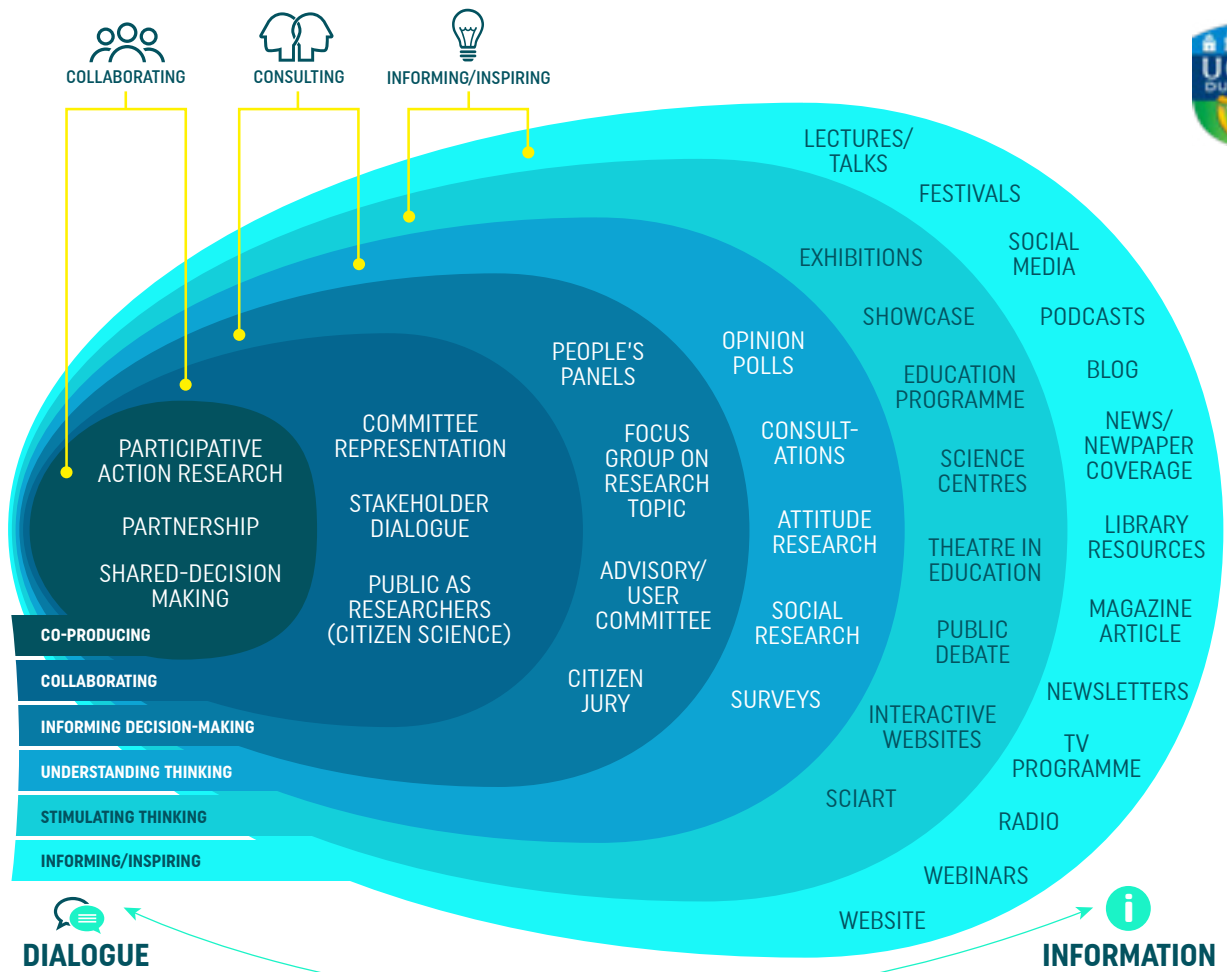 COLLABORATING
CONSULTING
INFORMING/INSPIRING
PARTICIPATIVE
ACTION RESEARCH
PARTNERSHIP
SHARED-DECISION
MAKING
COMMITTEE
REPRESENTATION
STAKEHOLDER
DIALOGUE
PUBLIC AS
RESEARCHERS
(CITIZEN SCIENCE)
PEOPLE'S
PANELS
FOCUS
GROUP ON
RESEARCH
TOPIC
ADVISORY/
USER
COMMITTEE
CITIZEN
JURY
OPINION
POLLS
CONSULT-
ATIONS
ATTITUDE
RESEARCH
SOCIAL
RESEARCH
SURVEYS
EXHIBITIONS
SHOWCASE
EDUCATION
PROGRAMME
SCIENCE
CENTRES
THEATRE IN
EDUCATION
PUBLIC
DEBATE
INTERACTIVE
WEBSITES
SCIART
LECTURES/
TALKS
FESTIVALS
SOCIAL
MEDIA
PODCASTS
BLOG
NEWS/
NEWPAPER
COVERAGE
LIBRARY
RESOURCES
MAGAZINE
ARTICLE
NEWSLETTERS
TV
PROGRAMME
RADIO
WEBINARS
WEBSITE
CO-PRODUCING
COLLABORATING
INFORMING DECISION-MAKING
UNDERSTANDING THINKING
STIMULATING THINKING
INFORMING/INSPIRING
DIALOGUE
i
INFORMATION